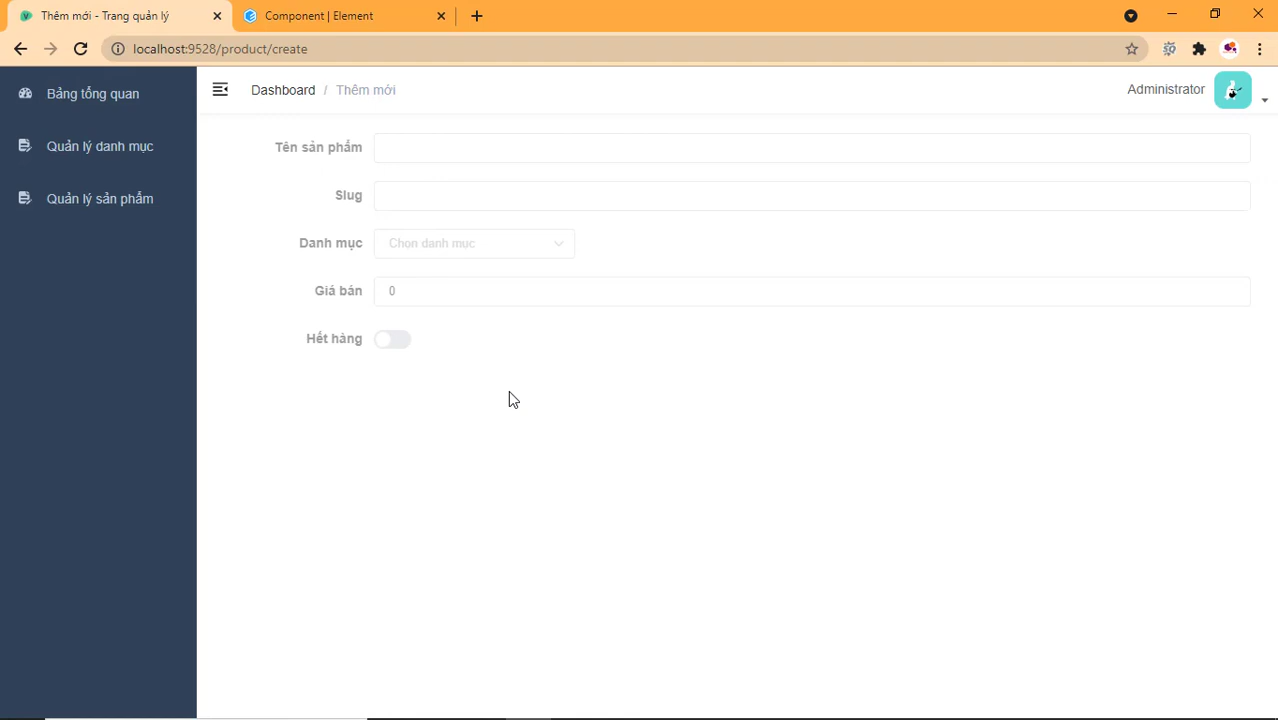 Thêm mới - Trang quản lý
Component | Element
localhost:9528/product/create
Bảng tổng quan
Quản lý danh mục
Quản lý sản phẩm
Dashboard / Thêm mới
Administrator
Tên sản phẩm
Slug
Danh mục
Chọn danh mục
Giá bán
0
Hết hàng